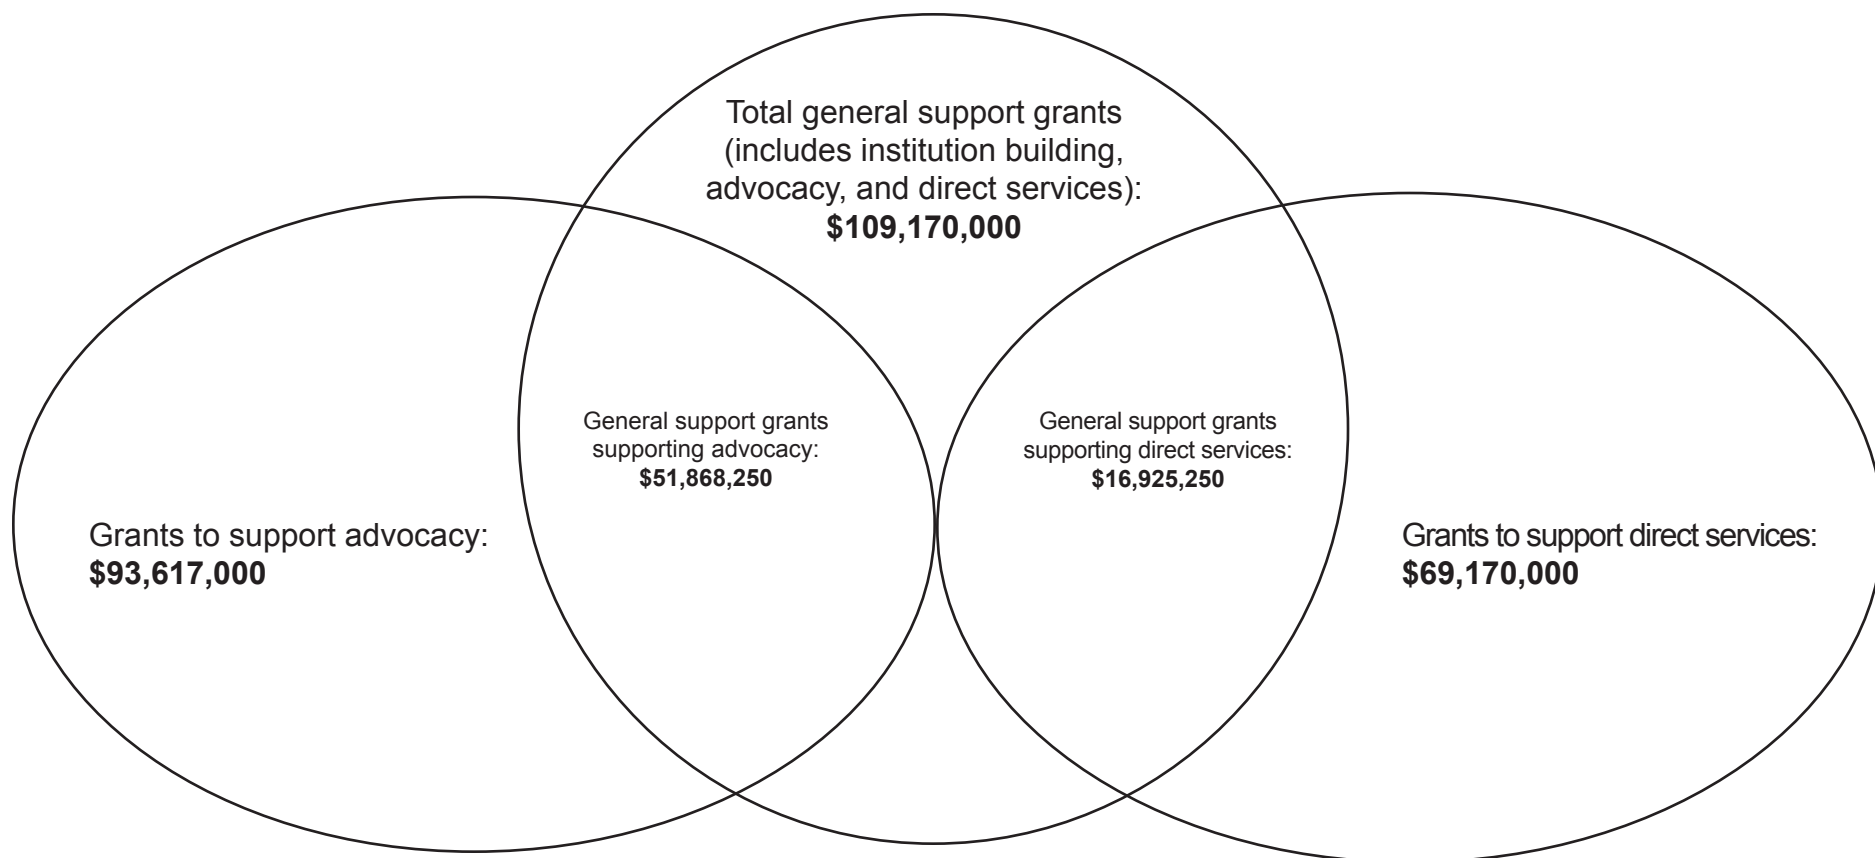 Total general support grants
(includes institution building,
advocacy, and direct services):
$109,170,000
General support grants
supporting advocacy:
$51,868,250
General support grants
supporting direct services:
$16,925,250
Grants to support advocacy:
$93,617,000
Grants to support direct services:
$69,170,000